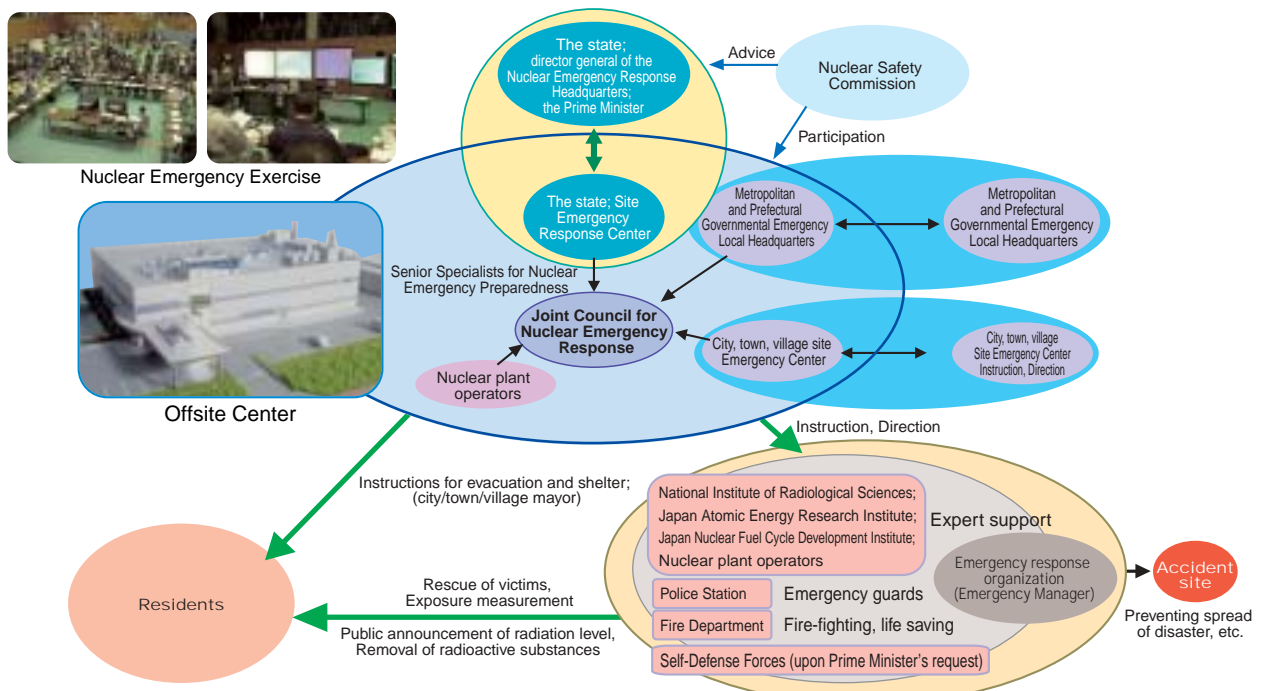 Nuclear Emergency Exercise
Offsite Center
The state;
director general of the
Nuclear Emergency Response
Headquarters;
the Prime Minister
Advice
Nuclear Safety
Commission
Participation
The state; Site
Emergency
Response Center
Metropolitan
and Prefectural
Governmental Emergency
Local Headquarters
Metropolitan
and Prefectural
Governmental Emergency
Local Headquarters
Senior Specialists for Nuclear
Emergency Preparedness
Joint Council for
Nuclear Emergency
Response
City, town, village site
Emergency Center
City, town, village
Site Emergency Center
Instruction, Direction
Nuclear plant
operators
Instruction, Direction
Instructions for evacuation and shelter;
(city/town/village mayor)
National Institute of Radiological Sciences;
Japan Atomic Energy Research Institute;
Japan Nuclear Fuel Cycle Development Institute;
Nuclear plant operators
Expert support
Emergency response
organization
(Emergency Manager)
Accident
site
Preventing spread
of disaster, etc.
Police Station
Emergency guards
Fire Department
Fire-fighting, life saving
Self-Defense Forces (upon Prime Minister's request)
Residents
Rescue of victims,
Exposure measurement
Public announcement of radiation level,
Removal of radioactive substances